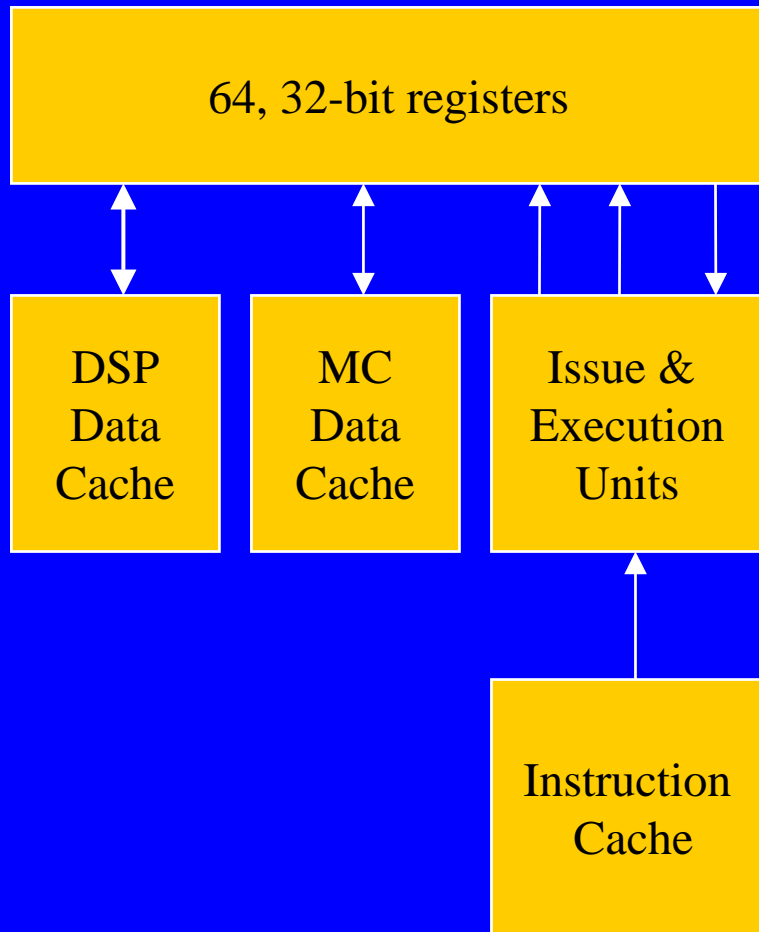 64, 32-bit registers
DSP
Data
Cache
MC
Data
Cache
Issue &
Execution
Units
Instruction
Cache